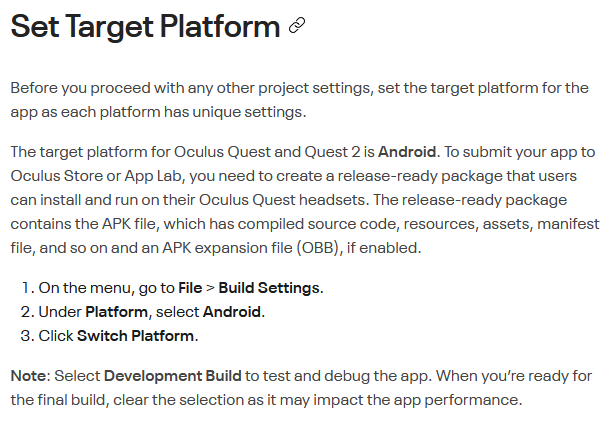 Set Target Platform
Before you proceed with any other project settings, set the target platform for the
app as each platform has unique settings.
The target platform for Oculus Quest and Quest 2 is Android. To submit your app to
Oculus Store or App Lab, you need to create a release-ready package that users
can install and run on their Oculus Quest headsets. The release-ready package
contains the APK file, which has compiled source code, resources, assets, manifest
file, and so on and an APK expansion file (OBB), if enabled.
1. On the menu, go to File > Build Settings.
2. Under Platform, select Android.
3. Click Switch Platform.
Note: Select Development Build to test and debug the app. When you’re ready for
the final build, clear the selection as it may impact the app performance.